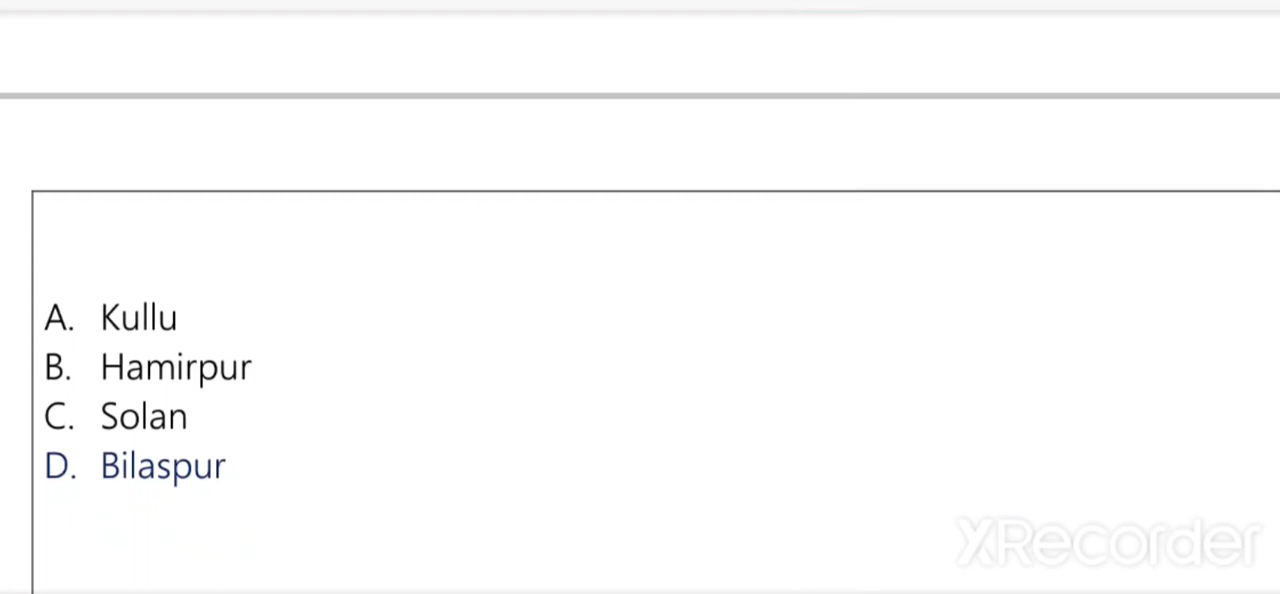 A. Kullu
B. Hamirpur
C. Solan
D. Bilaspur
XRecorder